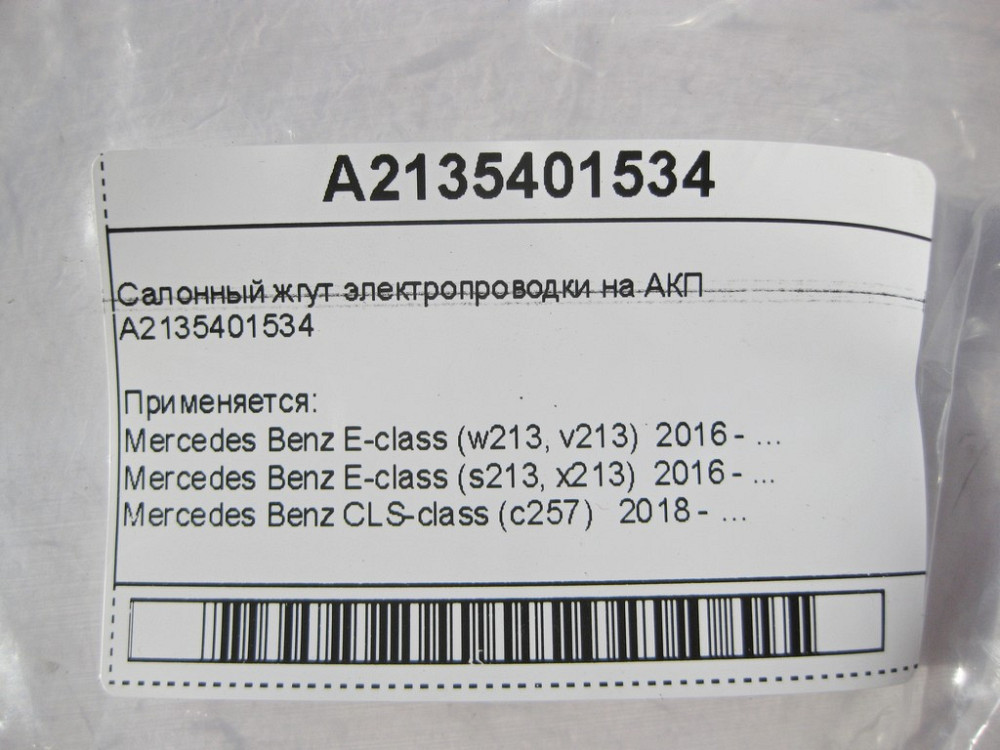 A2135401534
Салонный жгут электропроводки на АКП
A2135401534
Применяется:
Mercedes Benz E-class (w213, v213) 2016 - ...
Mercedes Benz E-class (s213, x213) 2016 - ...
Mercedes Benz CLS-class (c257) 2018 - ...